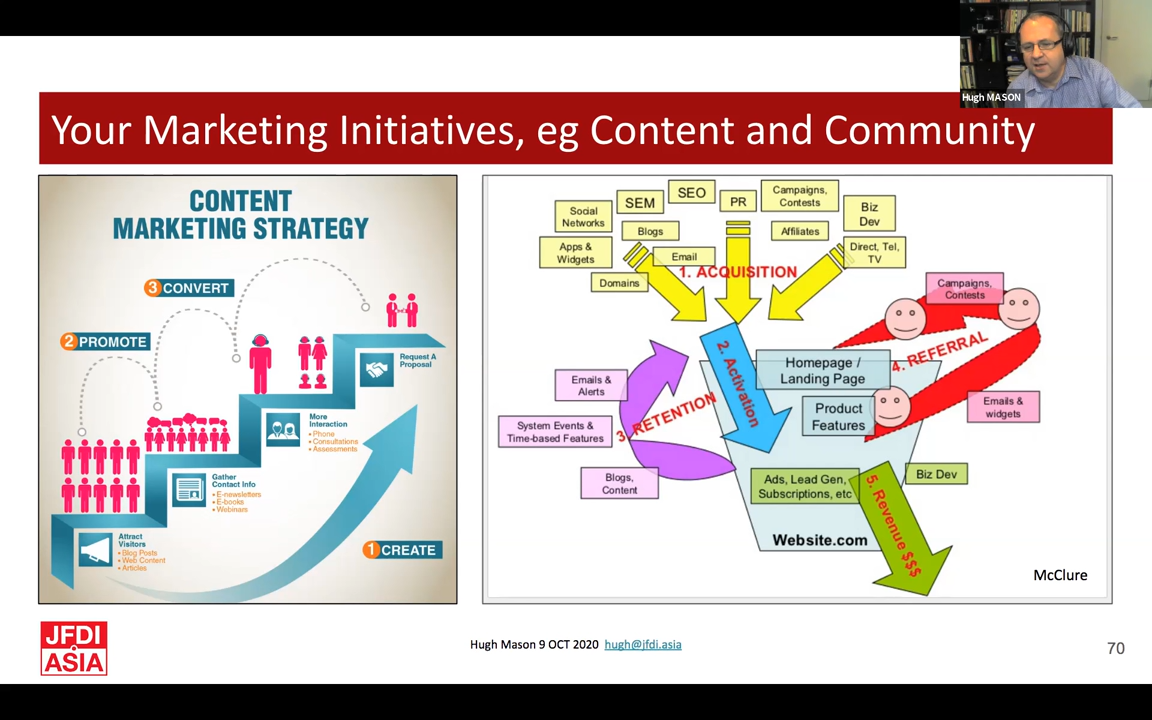 Hugh MASON
Your Marketing Initiatives, eg Content and Community
CONTENT
MARKETING STRATEGY
3 CONVERT
2 PROMOTE
Request A
Proposal
More
Interaction
• Phone
• Consultations
• Assessments
Gather
Contact Info
• E-newsletters
• E-books
• Webinars
Attract
Visitors
• Blog Posts
• Web Content
• Articles
1 CREATE
Social
Networks
SEM
SEO
PR
Campaigns,
Contests
Biz
Dev
Apps &
Widgets
Blogs
Email
Affiliates
Direct, Tel,
TV
Domains
1. ACQUISITION
2. Activation
Homepage /
Landing Page
Product
Features
Campaigns,
Contests
4. REFERRAL
Emails &
widgets
Emails &
Alerts
System Events &
Time-based Features
3. RETENTION
Blogs,
Content
Ads, Lead Gen,
Subscriptions, etc
Biz Dev
5. Revenue $$$
Website.com
McClure
JFDI
ASIA
Hugh Mason 9 OCT 2020 hugh@jfdi.asia
70